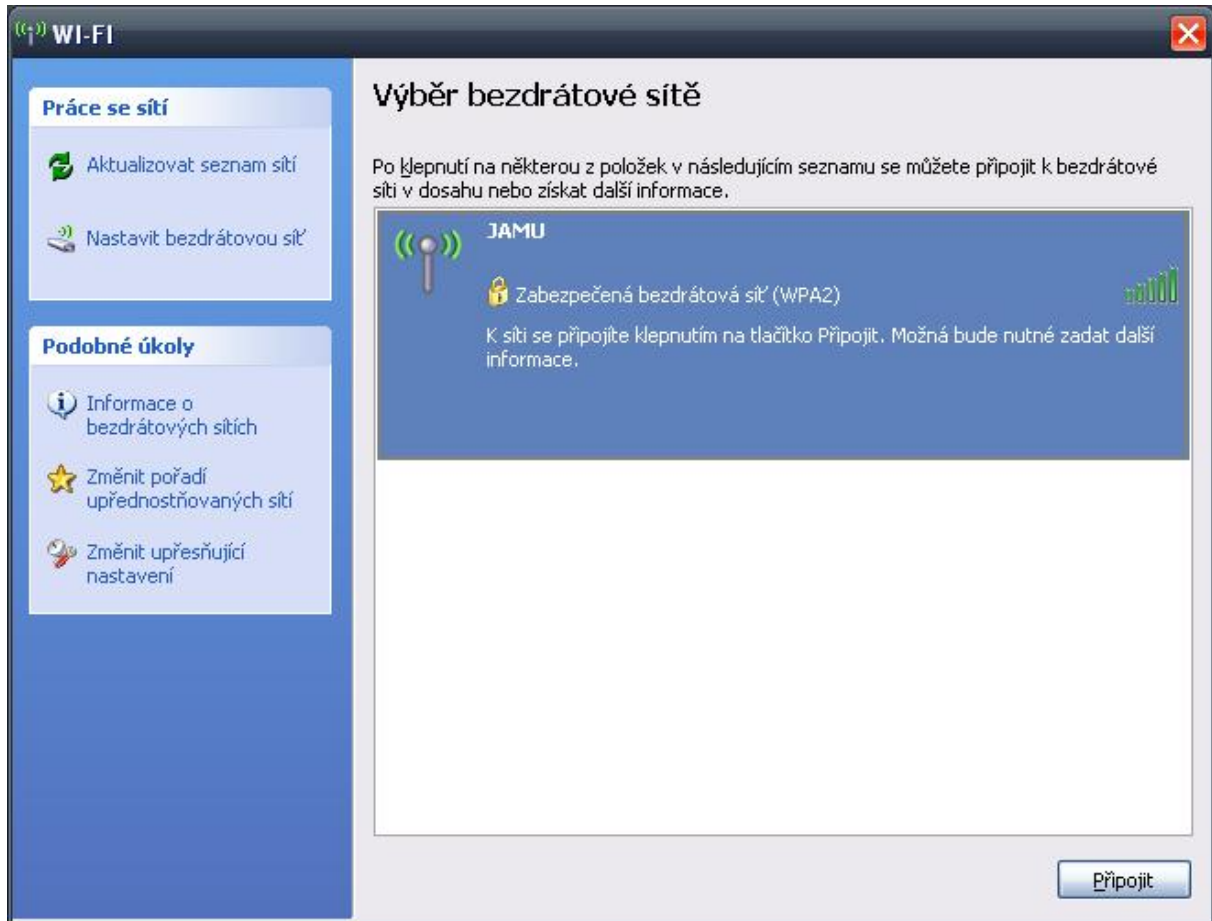 WI-FI
Práce se sítí
Aktualizovat seznam sítí
Nastavit bezdrátovou síť
Podobné úkoly
Informace o
bezdrátových sítích
Změnit pořadí
upřednostňovaných sítí
Změnit upřesňující
nastavení
Výběr bezdrátové sítě
Po klepnutí na některou z položek v následujícím seznamu se můžete připojit k bezdrátové
síti v dosahu nebo získat další informace.
JAMU
Zabezpečená bezdrátová síť (WPA2)
K síti se připojíte klepnutím na tlačítko Připojit. Možná bude nutné zadat další
informace.
Připojit